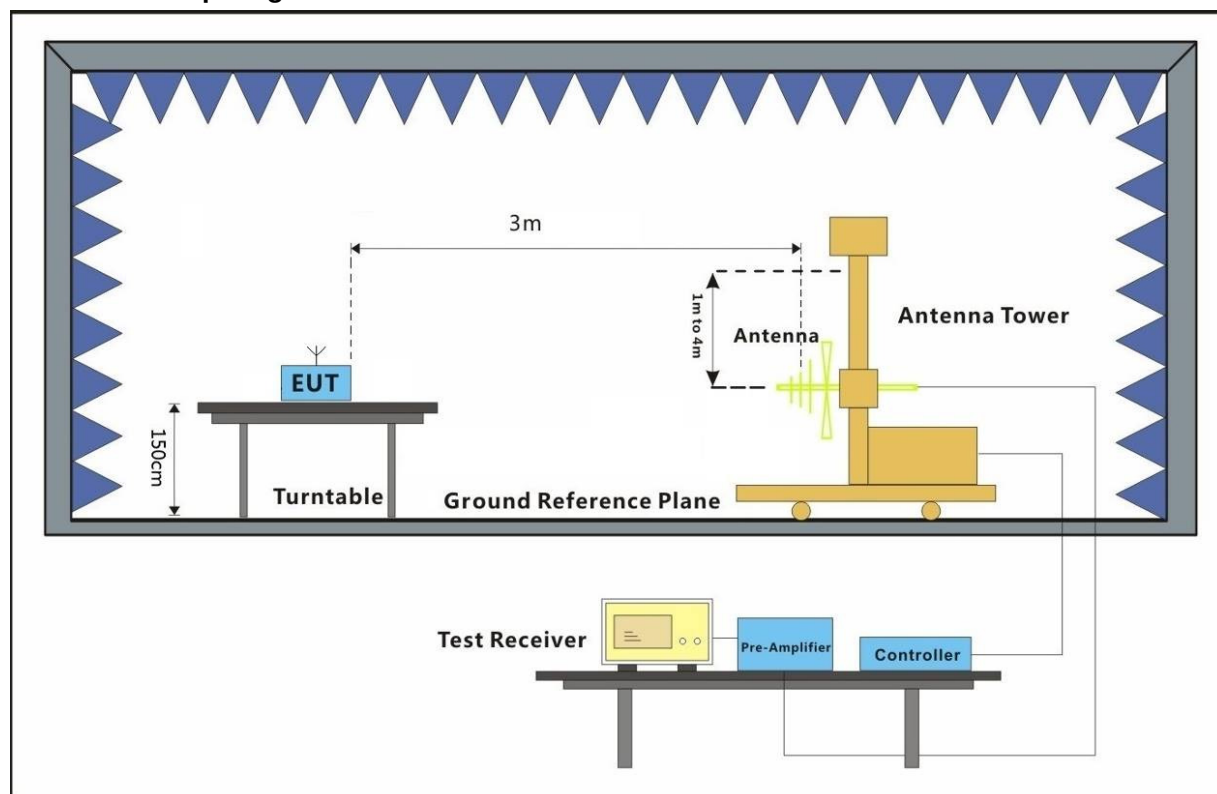 3m
1m to 4m
Antenna
Antenna Tower
EUT
150cm
Turntable
Ground Reference Plane
Test Receiver
Pre-Amplifier
Controller